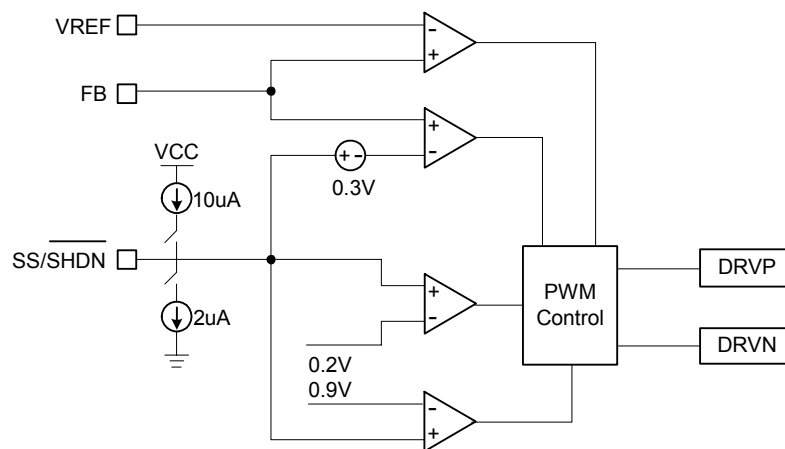 VREF
-
+
FB
+
-
VCC
+ -
10uA
0.3V
SS/SHDN
+
-
2uA
PWM
Control
DRVP
DRVN
0.2V
0.9V
-
+